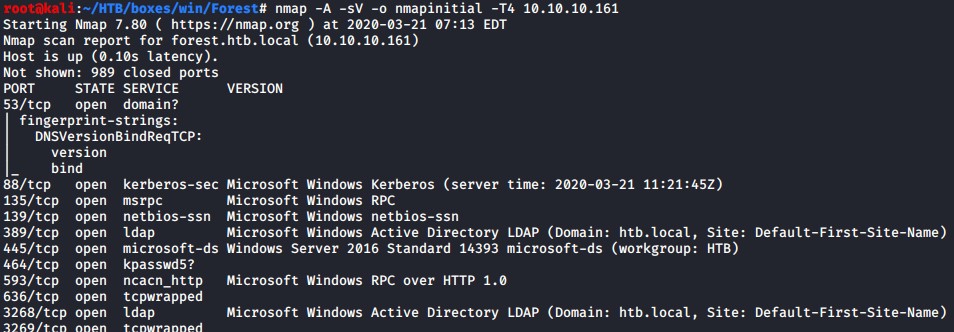 root@kali:~/HTB/boxes/win/Forest# nmap -A -sV -o nmapinitial -T4 10.10.10.161
Starting Nmap 7.80 ( https://nmap.org ) at 2020-03-21 07:13 EDT
Nmap scan report for forest.htb.local (10.10.10.161)
Host is up (0.10s latency).
Not shown: 989 closed ports
PORT     STATE SERVICE      VERSION
53/tcp   open  domain?
| fingerprint-strings:
|   DNSVersionBindReqTCP:
|     version
|_    bind
88/tcp   open  kerberos-sec Microsoft Windows Kerberos (server time: 2020-03-21 11:21:45Z)
135/tcp  open  msrpc        Microsoft Windows RPC
139/tcp  open  netbios-ssn  Microsoft Windows netbios-ssn
389/tcp  open  ldap         Microsoft Windows Active Directory LDAP (Domain: htb.local, Site: Default-First-Site-Name)
445/tcp  open  microsoft-ds Windows Server 2016 Standard 14393 microsoft-ds (workgroup: HTB)
464/tcp  open  kpasswd5?
593/tcp  open  ncacn_http   Microsoft Windows RPC over HTTP 1.0
636/tcp  open  tcpwrapped
3268/tcp open  ldap         Microsoft Windows Active Directory LDAP (Domain: htb.local, Site: Default-First-Site-Name)
3269/tcp open  tcpwrapped